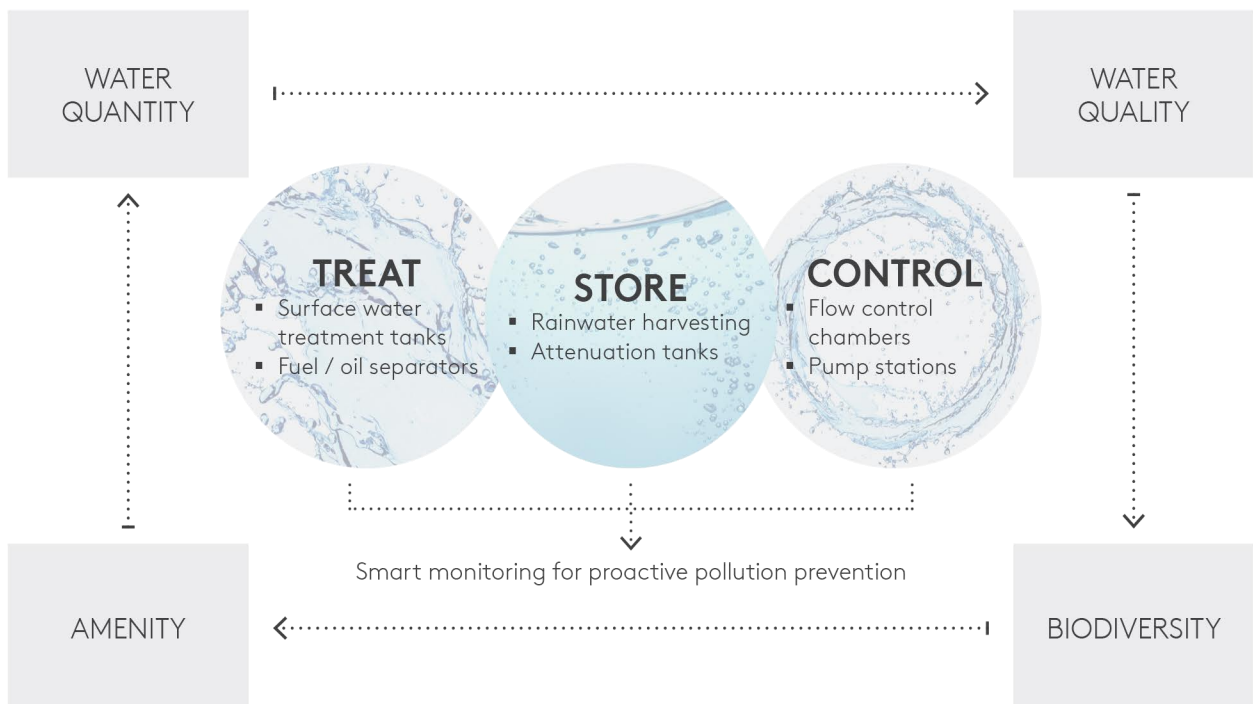 WATER
QUANTITY
WATER
QUALITY
TREAT
▪ Surface water
treatment tanks
▪ Fuel / oil separators
STORE
▪ Rainwater harvesting
▪ Attenuation tanks
CONTROL
▪ Flow control
chambers
▪ Pump stations
Smart monitoring for proactive pollution prevention
AMENITY
BIODIVERSITY